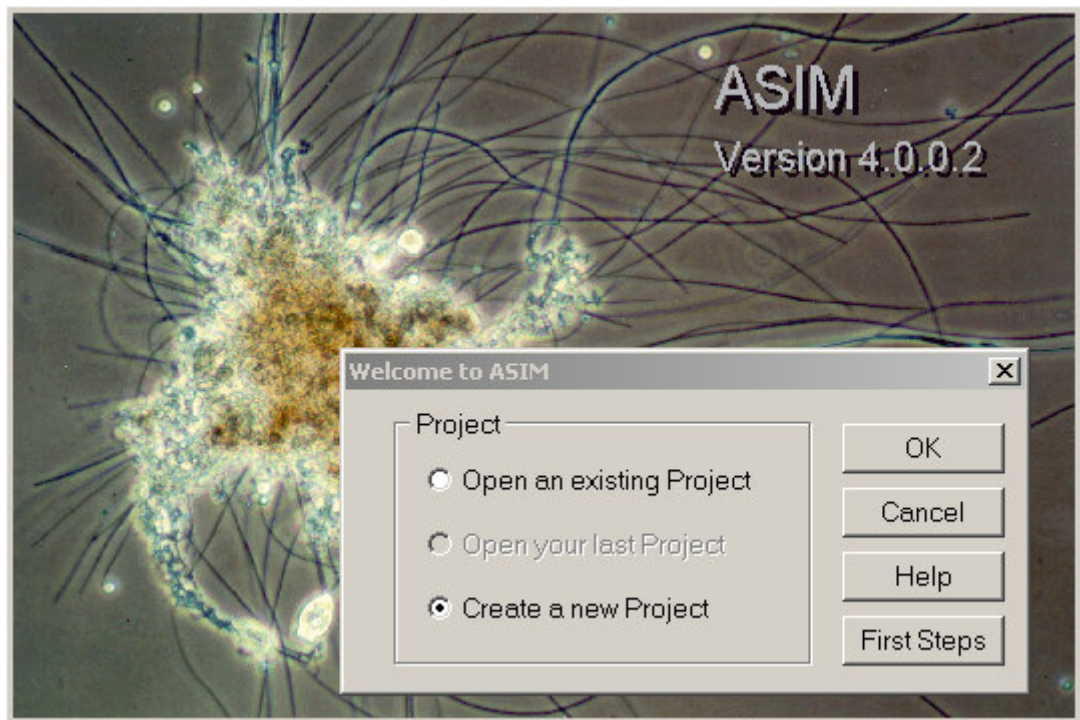 ASIM
Version 4.0.0.2
Welcome to ASIM
Project
Open an existing Project
Open your last Project
Create a new Project
OK
Cancel
Help
First Steps